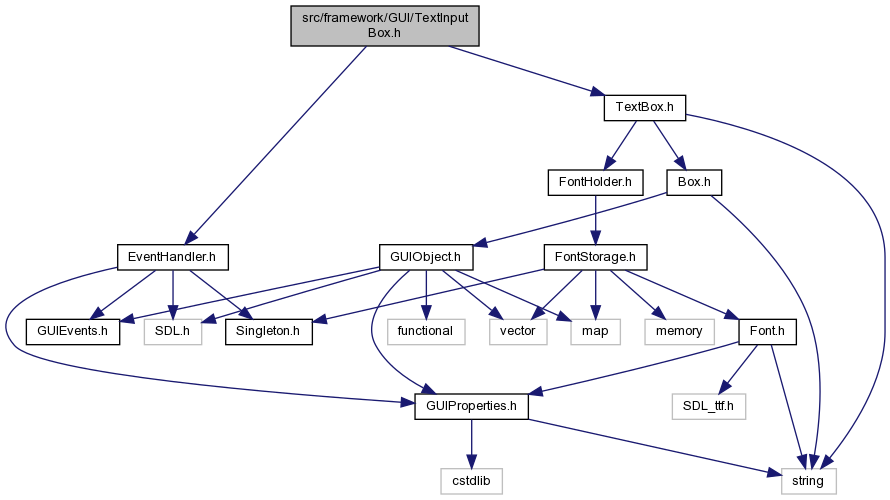 src/framework/GUI/TextInput
Box.h
TextBox.h
FontHolder.h
Box.h
EventHandler.h
GUIObject.h
FontStorage.h
GUIEvents.h
SDL.h
Singleton.h
functional
vector
map
memory
Font.h
GUIProperties.h
SDL_ttf.h
cstdlib
string